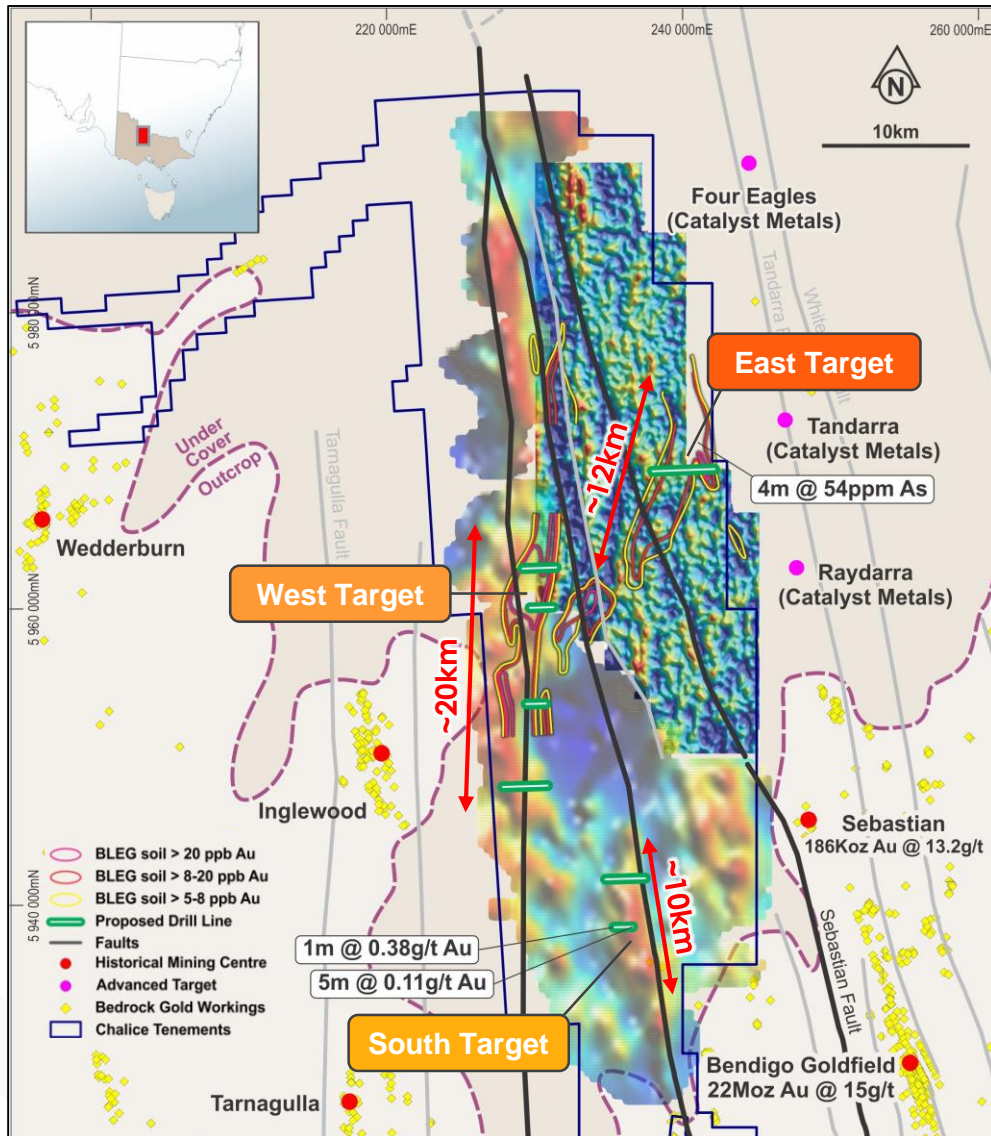 220 000mE
240 000mE
260 000mE
10km
Four Eagles
(Catalyst Metals)
5 980 000mN
Tandarra F
White
East Target
Under
Cover
Outcrop
Tamagulla Fault
~12km
Tandarra
(Catalyst Metals)
4m @ 54ppm As
Wedderburn
West Target
Raydarra
(Catalyst Metals)
5 960 000mN
~20km
Inglewood
Sebastian
186Koz Au @ 13.2g/t
BLEG soil > 20 ppb Au
BLEG soil > 8-20 ppb Au
BLEG soil > 5-8 ppb Au
Proposed Drill Line
Faults
Historical Mining Centre
Advanced Target
Bedrock Gold Workings
Chalice Tenements
5 940 000mN
~10km
1m @ 0.38g/t Au
5m @ 0.11g/t Au
Sebastian Fault
South Target
Bendigo Goldfield
22Moz Au @ 15g/t
Tarnagulla